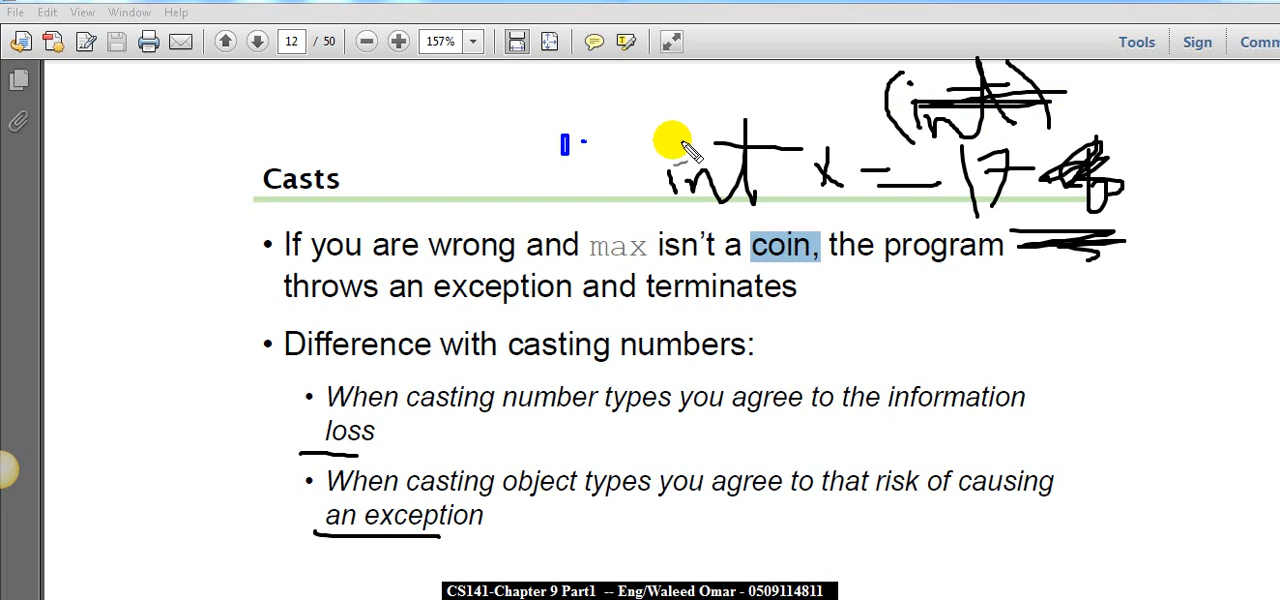 File Edit View Window Help
12 / 50 157% Tools Sign Comm
(int)
int x = 17
Casts
• If you are wrong and max isn't a coin, the program
throws an exception and terminates
• Difference with casting numbers:
• When casting number types you agree to the information
loss
• When casting object types you agree to that risk of causing
an exception
CS141-Chapter 9 Part1 -- Eng/Waleed Omar - 0509114811